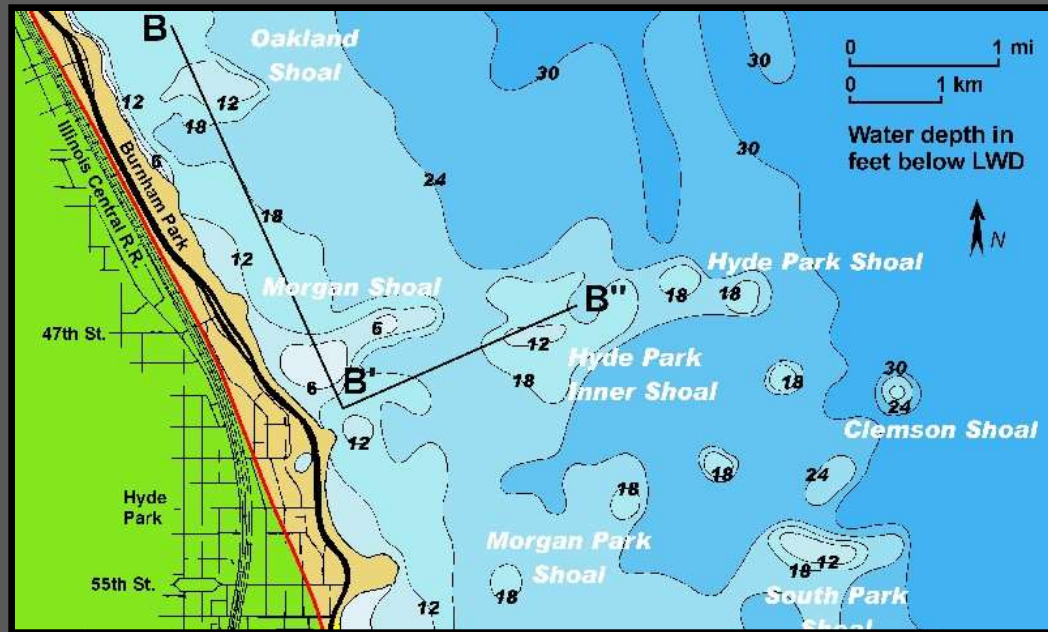 B
Oakland
Shoal
30
30
0 1 mi
0 1 km
Water depth in
feet below LWD
N
12
12
18
6
Illinois Central R.R.
Burnham Park
24
30
18
12
Morgan Shoal
Hyde Park Shoal
18
18
6
B"
47th St.
12
6
B'
Hyde Park
Inner Shoal
18
18
30
24
Clemson Shoal
12
18
24
18
Hyde
Park
Morgan Park
Shoal
55th St.
18
12
18
12
South Park
Shoal